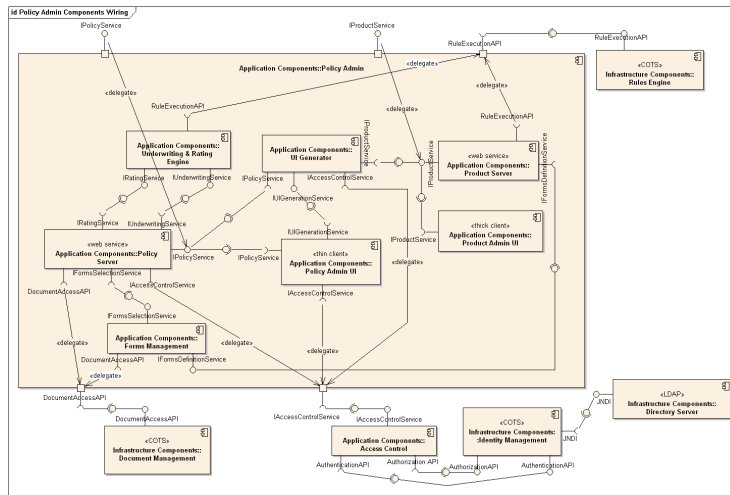 id Policy Admin Components Wiring
IPolicyService
IProductService
RuleExecutionAPI
RuleExecutionAPI
Application Components::Policy Admin
«COTS»
Infrastructure Components::
Rules Engine
«delegate»
«delegate»
«delegate»
«delegate»
RuleExecutionAPI
RuleExecutionAPI
Application Components::
Underwriting & Rating
Engine
Application Components::
UI Generator
IProductService
IProductService
«web service»
Application Components::
Product Server
IFormsDefinitionService
IRatingService
IUnderwritingService
IPolicyService
IAccessControlService
IUIGenerationService
IRatingService
IUnderwritingService
IUIGenerationService
IProductService
«thick client»
Application Components::
Product Admin UI
«web service»
Application Components::Policy
Server
IPolicyService
IPolicyService
«thin client»
Application Components::
Policy Admin UI
«delegate»
IFormsSelectionService
DocumentAccessAPI
IAccessControlService
IAccessControlService
IFormsSelectionService
Application Components::
Forms Management
«delegate»
«delegate»
«delegate»
DocumentAccessAPI
IFormsDefinitionService
«delegate»
DocumentAccessAPI
DocumentAccessAPI
IAccessControlService
IAccessControlService
«LDAP»
Infrastructure Components::
Directory Server
JNDI
«COTS»
Infrastructure Components::
Document Management
Application Components::
Access Control
«COTS»
Infrastructure Components:
:Identity Management
JNDI
AuthenticationAPI
Authorization API
AuthorizationAPI
AuthenticationAPI